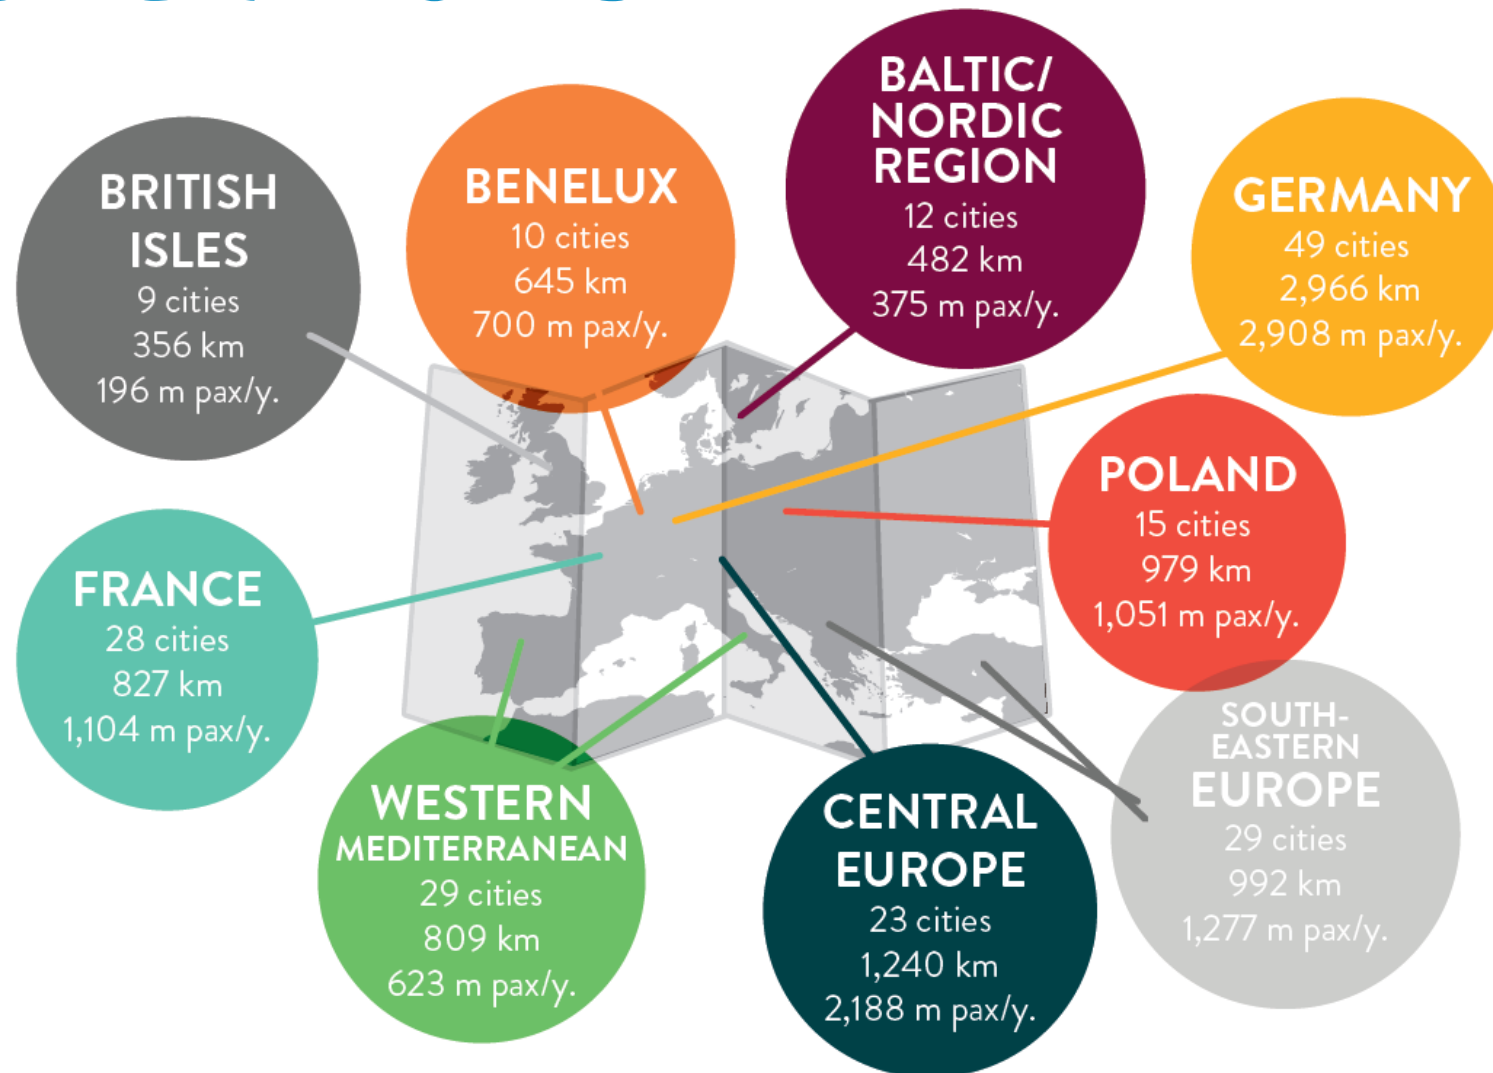 BRITISH
ISLES
9 cities
356 km
196 m pax/y.
BENELUX
10 cities
645 km
700 m pax/y.
BALTIC/
NORDIC
REGION
12 cities
482 km
375 m pax/y.
GERMANY
49 cities
2,966 km
2,908 m pax/y.
FRANCE
28 cities
827 km
1,104 m pax/y.
POLAND
15 cities
979 km
1,051 m pax/y.
WESTERN
MEDITERRANEAN
29 cities
809 km
623 m pax/y.
CENTRAL
EUROPE
23 cities
1,240 km
2,188 m pax/y.
SOUTH-
EASTERN
EUROPE
29 cities
992 km
1,277 m pax/y.